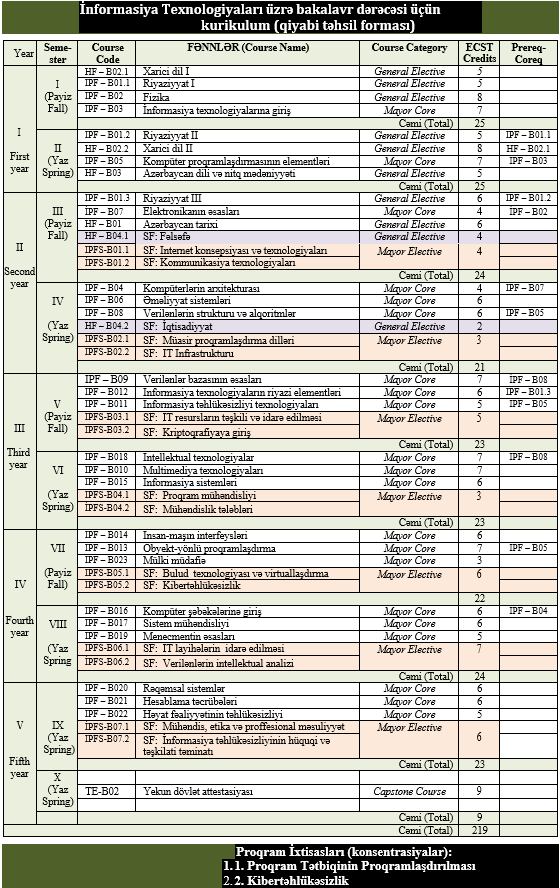 İnformasiya Texnologiyaları üzrə bakalavr dərəcəsi üçün
kurikulum (qiyabi təhsil forması)
Year Seme-ster Course Code FƏNNLƏR (Course Name) Course Category ECST Credits Prereq-Coreq
I First year
I (Payiz Fall)
HF – B02.1 Xarici dil I General Elective 5
IPF – B01.1 Riyaziyyat I General Elective 5
IPF – B02 Fizika General Elective 8
IPF – B03 İnformasiya texnologiyalarına giriş Mayor Core 7
Cəmi (Total) 25
II (Yaz Spring)
IPF – B01.2 Riyaziyyat II General Elective 5 IPF – B01.1
HF – B02.2 Xarici dil II General Elective 8 HF – B02.1
IPF – B05 Kompüter proqramlaşdırmasının elementləri Mayor Core 7 IPF – B03
HF – B03 Azərbaycan dili və nitq mədəniyyəti General Elective 5
Cəmi (Total) 25
II Second year
III (Payiz Fall)
IPF – B01.3 Riyaziyyat III General Elective 6 IPF – B01.2
IPF – B07 Elektronikanın əsasları Mayor Core 4 IPF – B02
HF – B01 Azərbaycan tarixi General Elective 6
HF – B04.1 SF: Fəlsəfə General Elective 4
IPFS-B01.1 SF: Internet konsepsiyası və texnologiyaları Mayor Elective 4
IPFS-B01.2 SF: Kommunikasiya texnologiyaları
Cəmi (Total) 24
IV (Yaz Spring)
IPF – B04 Kompüterlərin arxitekturası Mayor Core 4 IPF – B07
IPF – B06 Əməliyyat sistemləri Mayor Core 6
IPF – B08 Verilənlərin strukturu və alqoritmlər Mayor Core 6 IPF – B05
HF – B04.2 SF: İqtisadiyyat General Elective 2
IPFS-B02.1 SF: Müasir proqramlaşdırma dilləri Mayor Elective 3
IPFS-B02.2 SF: IT Infrastrukturu
Cəmi (Total) 21
III Third year
V (Payiz Fall)
IPF – B09 Verilənlər bazasının əsasları Mayor Core 7 IPF – B08
IPF – B012 İnformasiya texnologiyaların riyazi elementləri Mayor Core 6 IPF – B01.3
IPF – B011 İnformasiya təhlükəsizliyi texnologiyaları Mayor Core 5 IPF – B05
IPFS-B03.1 SF: IT resursların təşkili və idarə edilməsi Mayor Elective 5
IPFS-B03.2 SF: Kriptoqrafiyaya giriş
Cəmi (Total) 23
VI (Yaz Spring)
IPF – B018 Intellektual texnologiyalar Mayor Core 7 IPF – B08
IPF – B010 Multimediya texnologiyaları Mayor Core 7
IPF – B015 İnformasiya sistemləri Mayor Core 6
IPFS-B04.1 SF: Proqram mühəndisliyi Mayor Elective 3
IPFS-B04.2 SF: Mühəndislik tələbləri
Cəmi (Total) 23
IV Fourth year
VII (Payiz Fall)
IPF – B014 Insan-maşın interfeysləri Mayor Core 6
IPF – B013 Obyekt-yönlü proqramlaşdırma Mayor Core 7 IPF – B05
IPF – B023 Mülki müdafiə Mayor Core 3
IPFS-B05.1 SF: Bulud texnologiyası və virtuallaşdırma Mayor Elective 6
IPFS-B05.2 SF: Kibertəhlükəsizlik
22
VIII (Yaz Spring
IPF – B016 Kompüter şəbəkələrinə giriş Mayor Core 6 IPF – B04
IPF – B017 Sistem mühəndisliyi Mayor Core 6
IPF – B019 Menecmentin əsasları Mayor Core 5
IPFS-B06.1 SF: IT layihələrin idarə edilməsi Mayor Elective 7
IPFS-B06.2 SF: Verilənlərin intellektual analizi
Cəmi (Total) 24
V Fifth year
IX (Yaz Spring)
IPF – B020 Rəqəmsal sistemlər Mayor Core 6
IPF – B021 Hesablama təcrübələri Mayor Core 6
IPF – B022 Həyat fəaliyyətinin təhlükəsizliyi Mayor Core 5
IPFS-B07.1 SF: Mühəndis, etika və proffesional məsuliyyət Mayor Elective 6
IPFS-B07.2 SF: İnformasiya təhlükəsizliyinin hüquqi və
təşkilati təminatı
Cəmi (Total) 23
X (Yaz Spring)
TE-B02 Yekun dövlət attestasiyası Capstone Course 9
Cəmi (Total) 9
Cəmi (Total) 219
Proqram İxtisasları (konsentrasiyalar):
1.1. Proqram Tətbiqinin Proqramlaşdırılması
2.2. Kibertəhlükəsizlik